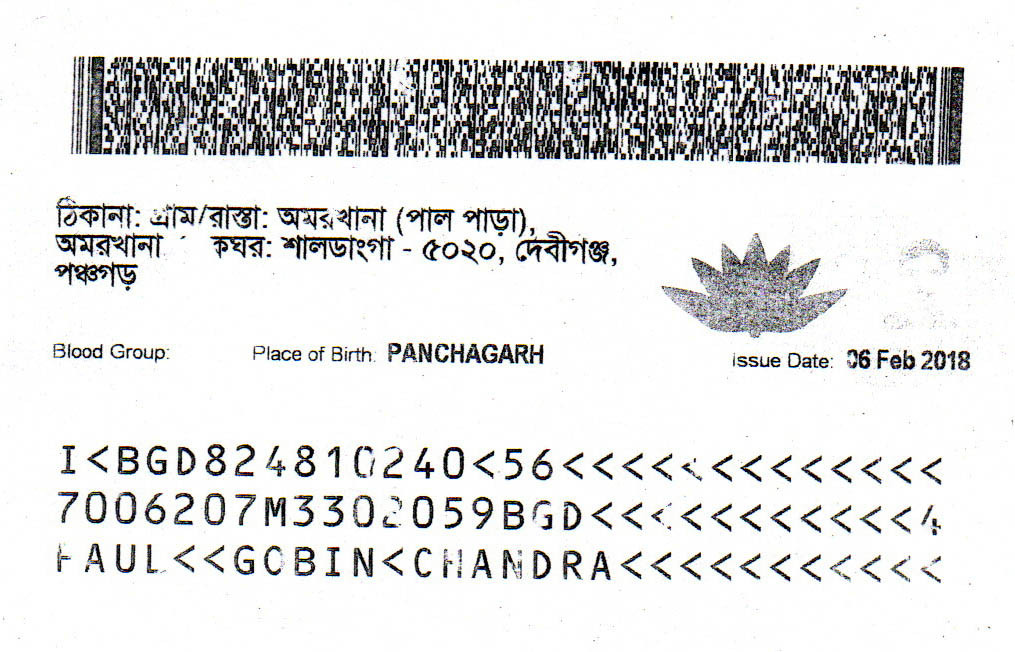 ঠিকানা: গ্রাম/রাস্তা: অমরখানা (পাল পাড়া),
অমরখানা কঘর: শালডাংগা - ৫০২০, দেবীগঞ্জ,
পঞ্চগড়
Blood Group: Place of Birth: PANCHAGARH Issue Date: 06 Feb 2018
I<BGD824810240<56<<<<<<<<<<<<<
7006207M3302059BGD<<<<<<<<<<<4
PAUL<<GOBIN<CHANDRA<<<<<<<<<<<